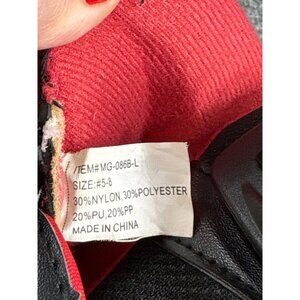 ITEM#MG-086B-L
SIZE:#5-8
30%NYLON,30%POLYESTER
20%PU,20%PP
MADE IN CHINA